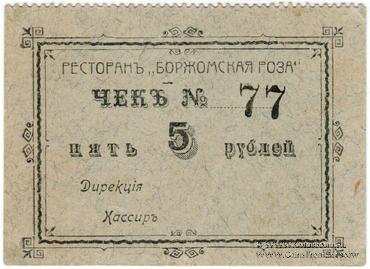 РЕСТОРАНЪ „БОРЖОМСКАЯ РОЗА“
ЧЕКЪ № 77
пять 5 рублей
Дирекція
Кассиръ